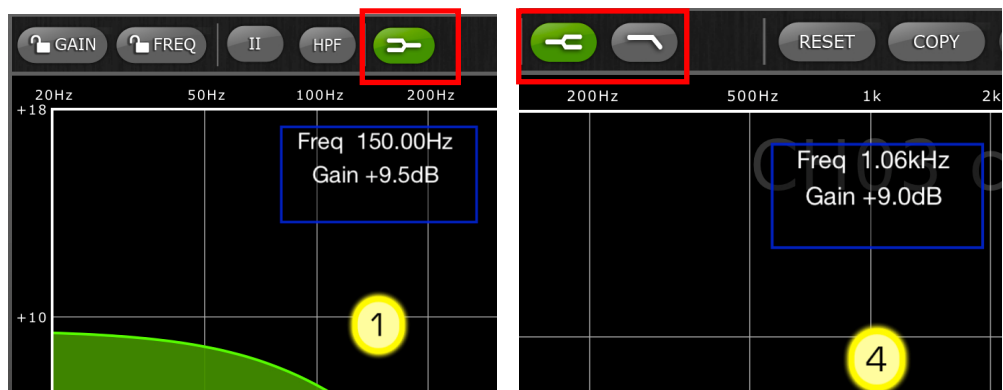 GAIN FREQ II HPF
20Hz 50Hz 100Hz 200Hz
+18
Freq 150.00Hz
Gain +9.5dB
+10
1
RESET COPY
200Hz 500Hz 1k 2k
CH03
Freq 1.06kHz
Gain +9.0dB
4